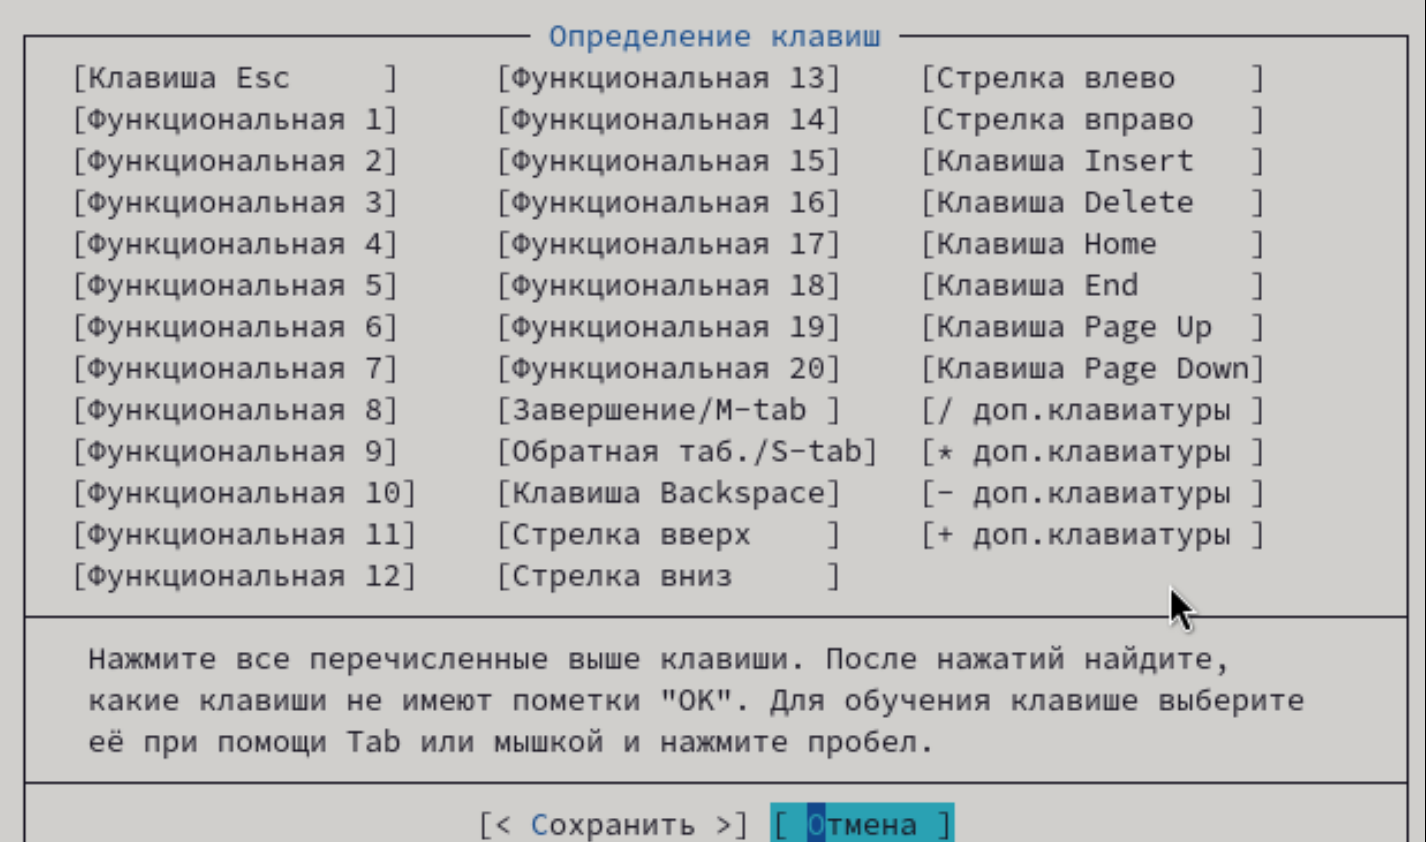 Определение клавиш
[Клавиша Esc     ] [Функциональная 13] [Стрелка влево    ]
[Функциональная 1] [Функциональная 14] [Стрелка вправо   ]
[Функциональная 2] [Функциональная 15] [Клавиша Insert   ]
[Функциональная 3] [Функциональная 16] [Клавиша Delete   ]
[Функциональная 4] [Функциональная 17] [Клавиша Home     ]
[Функциональная 5] [Функциональная 18] [Клавиша End      ]
[Функциональная 6] [Функциональная 19] [Клавиша Page Up  ]
[Функциональная 7] [Функциональная 20] [Клавиша Page Down]
[Функциональная 8] [Завершение/M-tab ] [/ доп.клавиатуры ]
[Функциональная 9] [Обратная таб./S-tab] [* доп.клавиатуры ]
[Функциональная 10] [Клавиша Backspace] [- доп.клавиатуры ]
[Функциональная 11] [Стрелка вверх    ] [+ доп.клавиатуры ]
[Функциональная 12] [Стрелка вниз     ]
Нажмите все перечисленные выше клавиши. После нажатий найдите,
какие клавиши не имеют пометки "OK". Для обучения клавише выберите
её при помощи Tab или мышкой и нажмите пробел.
[< Сохранить >] [ Отмена ]